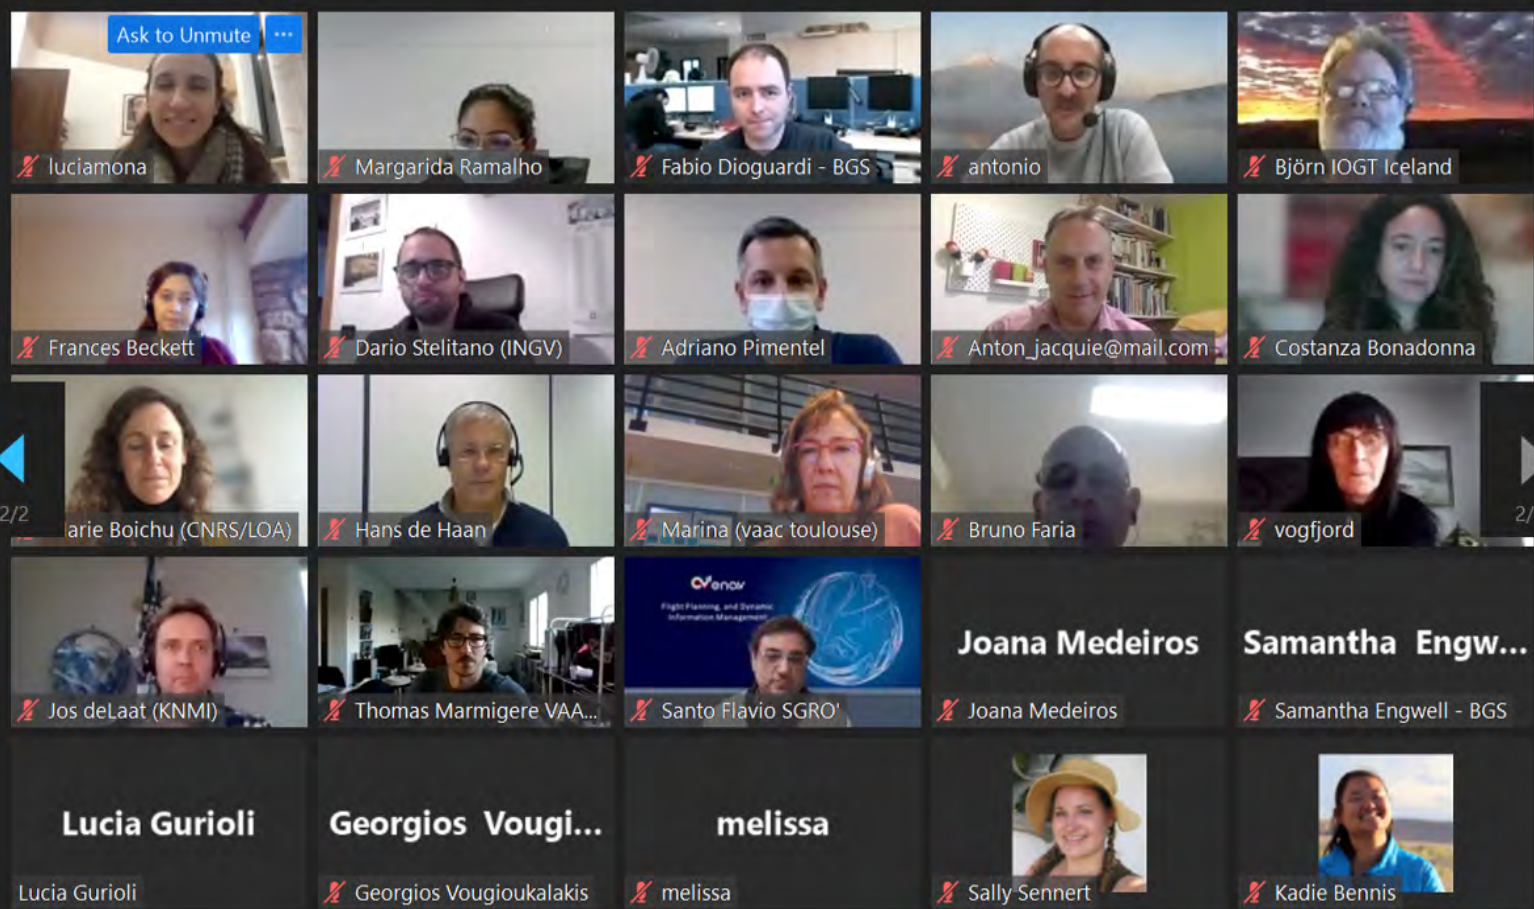 Ask to Unmute ...
luciamona
Margarida Ramalho
Fabio Dioguardi - BGS
antonio
Björn IOGT Iceland
Frances Beckett
Dario Stelitano (INGV)
Adriano Pimentel
Anton_jacquie@mail.com
Costanza Bonadonna
arie Boichu (CNRS/LOA)
Hans de Haan
Marina (vaac toulouse)
Bruno Faria
vogfjord
2/2
2/
Jos deLaat (KNMI)
Thomas Marmigere VAA...
enav
Flight Planning, and Dynamic
Information Management
Santo Flavio SGRO'
Joana Medeiros
Joana Medeiros
Samantha Engw...
Samantha Engwell - BGS
Lucia Gurioli
Lucia Gurioli
Georgios Vougi...
Georgios Vougioukalakis
melissa
melissa
Sally Sennert
Kadie Bennis